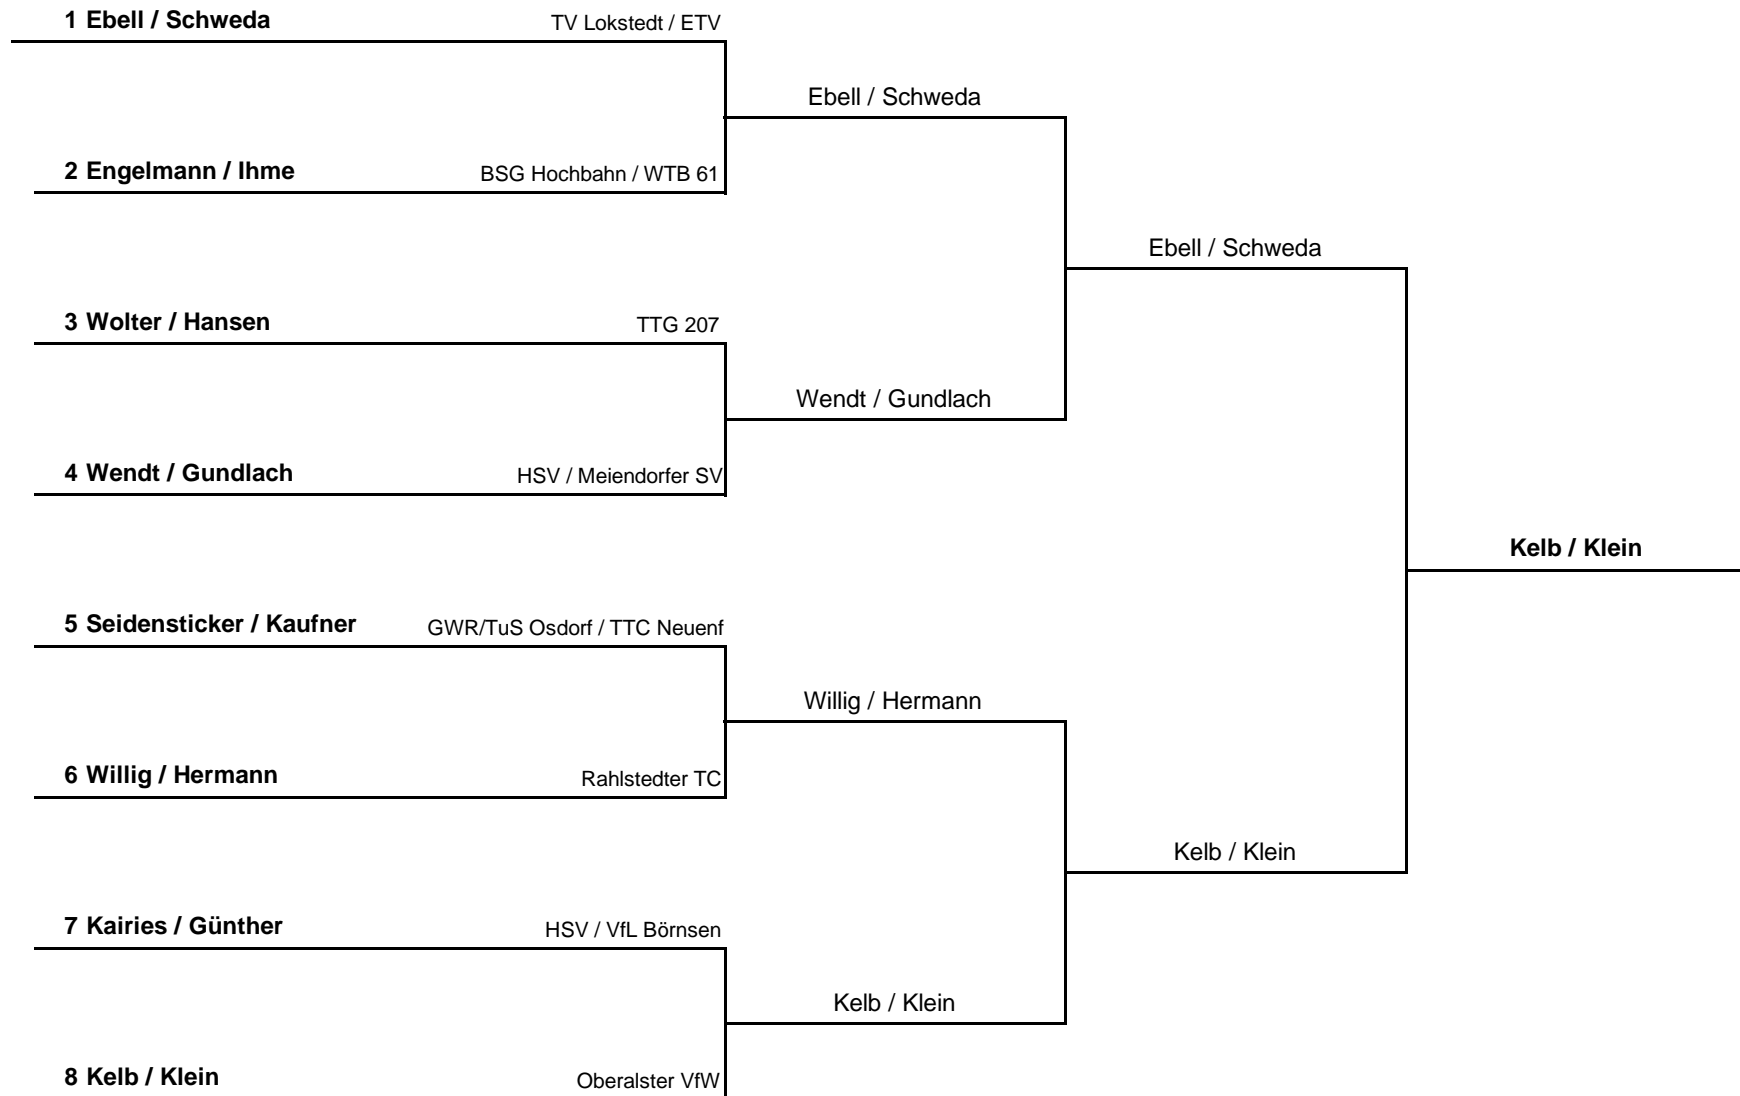 1 Ebell / Schweda TV Lokstedt / ETV
Ebell / Schweda
2 Engelmann / Ihme BSG Hochbahn / WTB 61
Ebell / Schweda
3 Wolter / Hansen TTG 207
Wendt / Gundlach
4 Wendt / Gundlach HSV / Meiendorfer SV
Kelb / Klein
5 Seidensticker / Kaufner GWR/TuS Osdorf / TTC Neuenf
Willig / Hermann
6 Willig / Hermann Rahlstedter TC
Kelb / Klein
7 Kairies / Günther HSV / VfL Börnsen
Kelb / Klein
8 Kelb / Klein Oberalster VfW